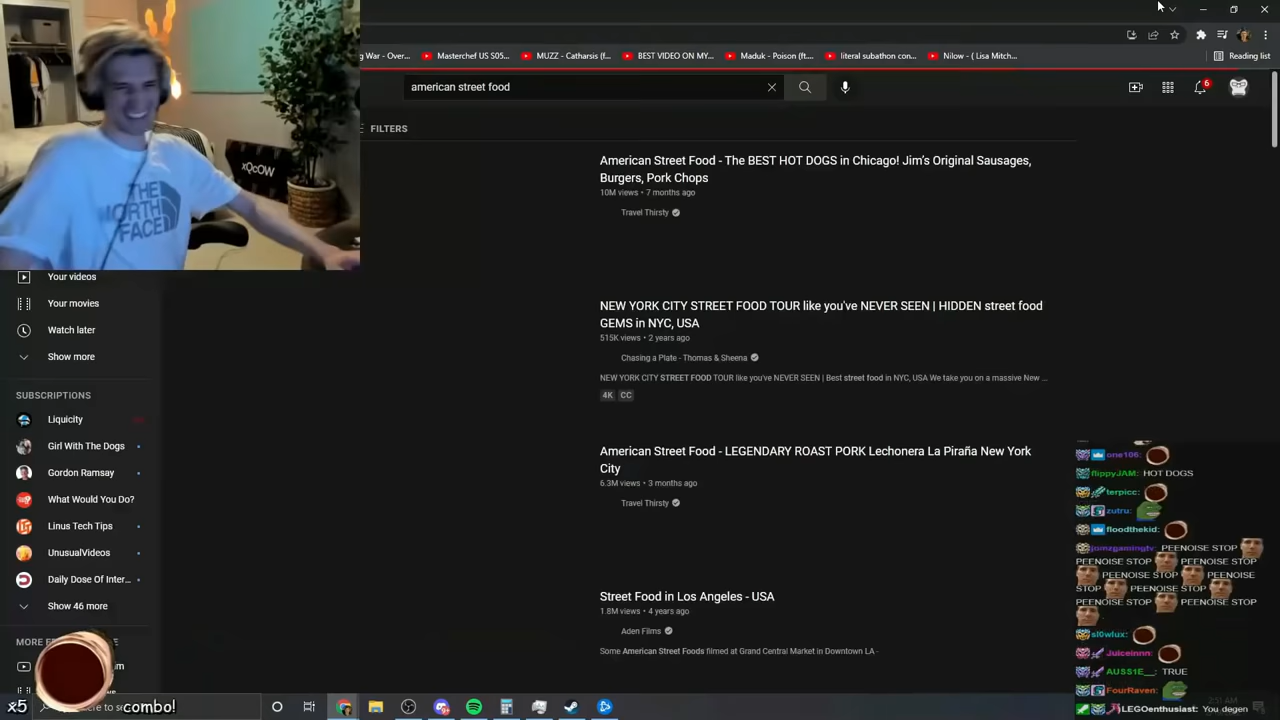 g War - Over...
Masterchef US S05...
MUZZ - Catharsis (f...
BEST VIDEO ON MY...
Maduk - Poison (ft....
literal subathon con...
Nilow - ( Lisa Mitch...
Reading list
american street food
6
FILTERS
xQcOW
THE
NORTH
FACE
American Street Food - The BEST HOT DOGS in Chicago! Jim's Original Sausages,
Burgers, Pork Chops
10M views • 7 months ago
Travel Thirsty
Your videos
Your movies
Watch later
Show more
NEW YORK CITY STREET FOOD TOUR like you've NEVER SEEN | HIDDEN street food
GEMS in NYC, USA
515K views • 2 years ago
Chasing a Plate - Thomas & Sheena
NEW YORK CITY STREET FOOD TOUR like you've NEVER SEEN | Best street food in NYC, USA We take you on a massive New ...
4K CC
SUBSCRIPTIONS
Liquicity
Girl With The Dogs
Gordon Ramsay
What Would You Do?
Linus Tech Tips
UnusualVideos
Daily Dose Of Inter...
Show 46 more
American Street Food - LEGENDARY ROAST PORK Lechonera La Piraña New York
City
6.3M views • 3 months ago
Travel Thirsty
Street Food in Los Angeles - USA
1.8M views • 4 years ago
Aden Films
Some American Street Foods filmed at Grand Central Market in Downtown LA -
one106:
flippyJAM: HOT DOGS
terpicc:
zutru:
floodthekid:
jomzgamingtv: PEENOISE STOP
PEENOISE STOP PEENOISE STOP
PEENOISE STOP PEENOISE
STOP PEENOISE STOP
PEENOISE STOP PEENOISE STOP
sl0wlux:
Juiceinnn:
AUSS1E__: TRUE
FourRaven:
LEGOenthusiast: You degen
MORE F
x5 combo!
2:51 AM